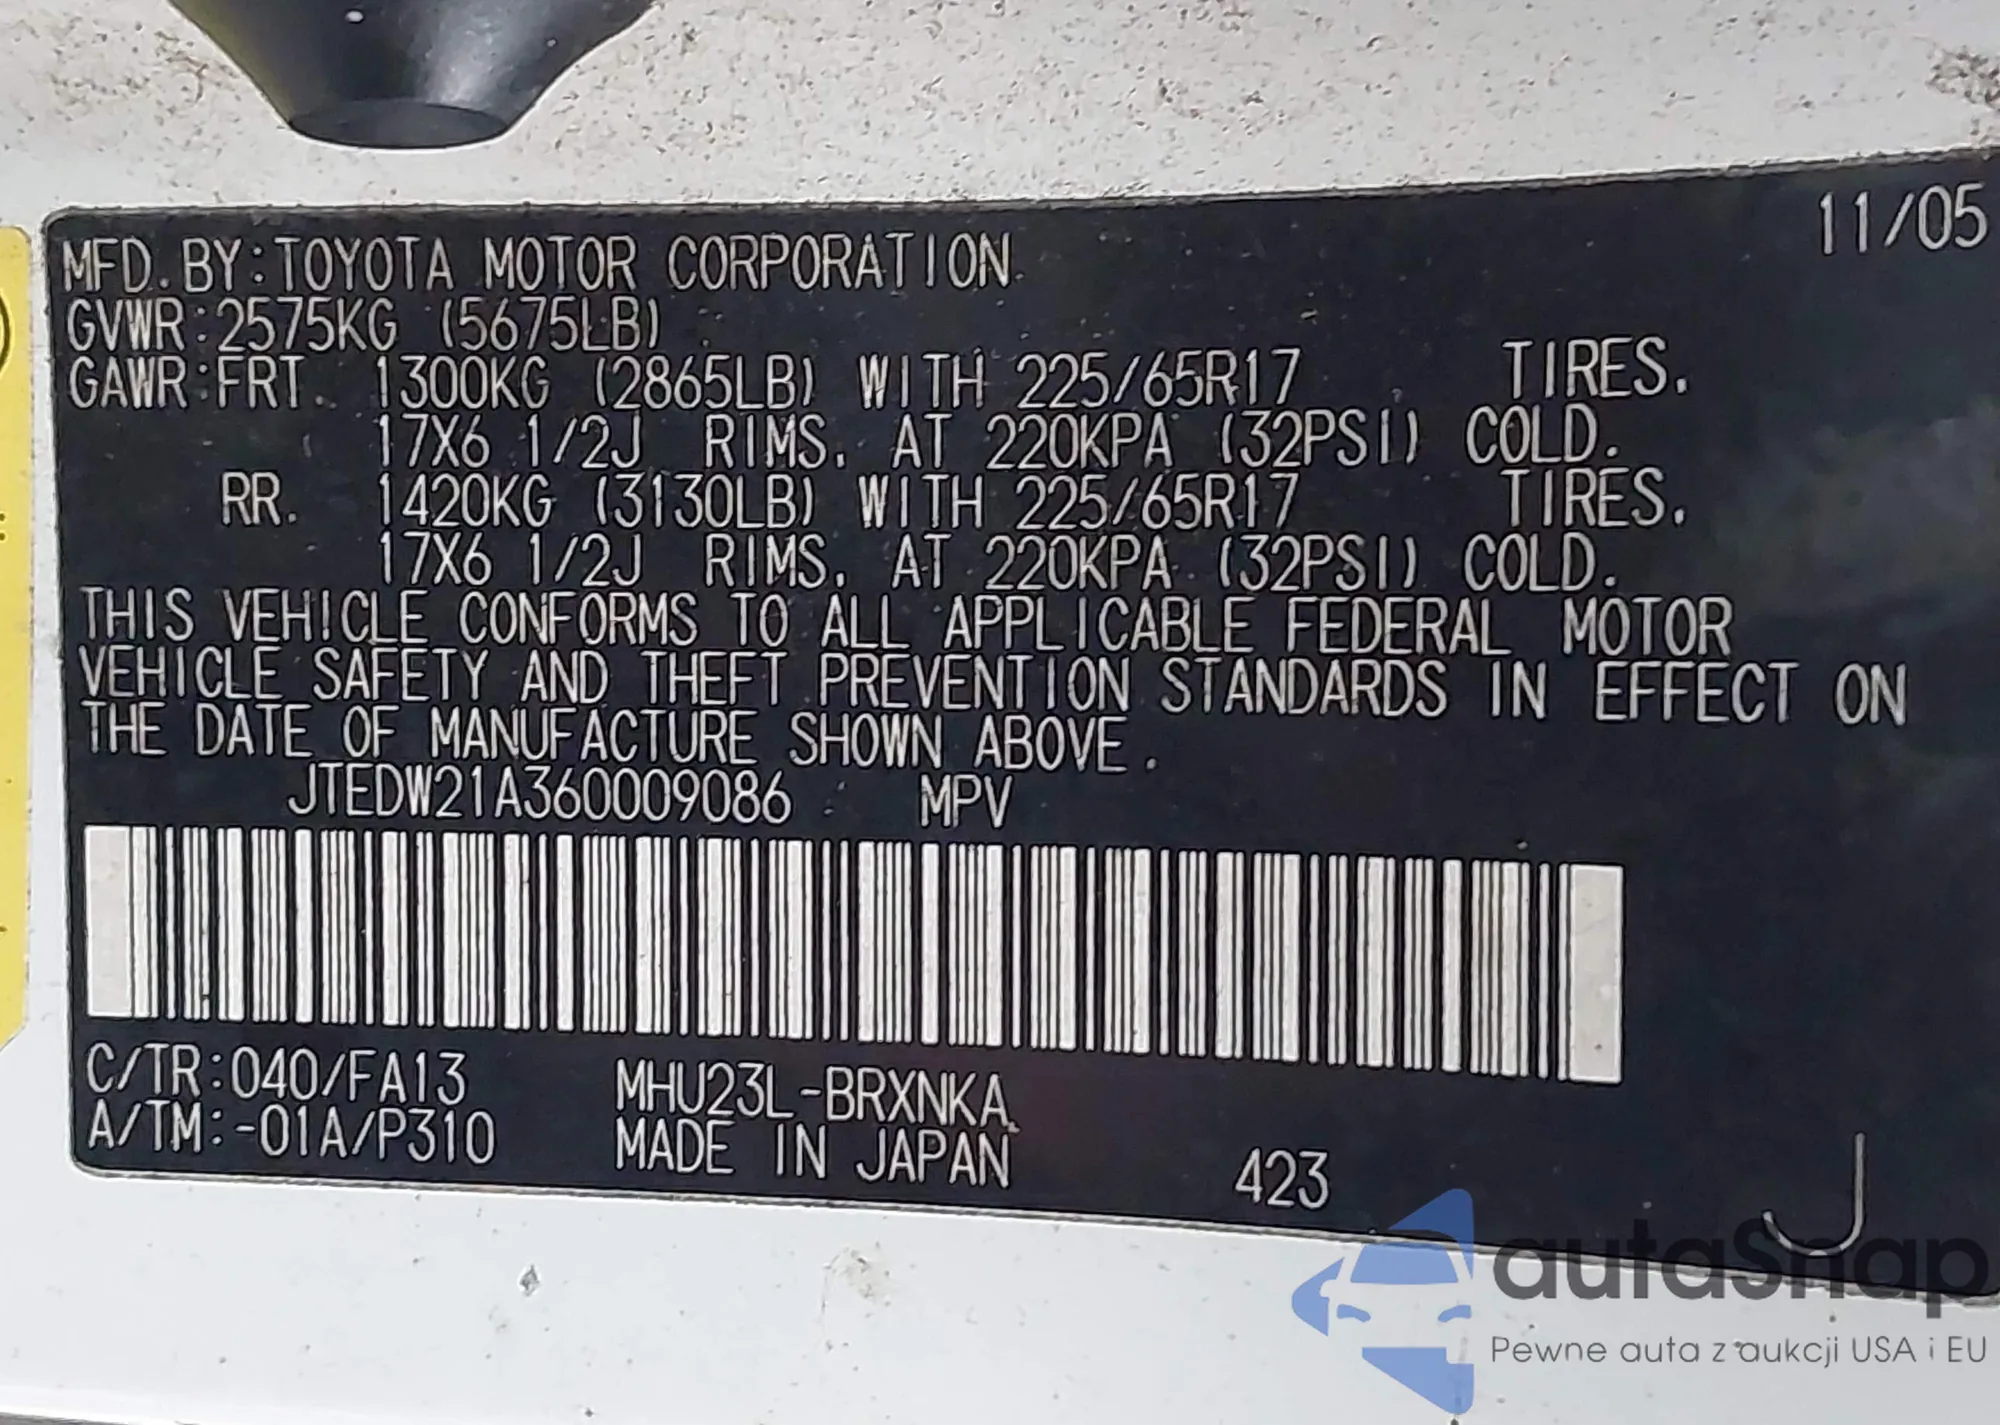 11/05
MFD. BY: TOYOTA MOTOR CORPORATION
GVWR: 2575KG (5675LB)
GAWR: FRT. 1300KG (2865LB) WITH 225/65R17 TIRES.
17X6 1/2J RIMS. AT 220KPA (32PSI) COLD.
RR. 1420KG (3130LB) WITH 225/65R17 TIRES.
17X6 1/2J RIMS. AT 220KPA (32PSI) COLD.
THIS VEHICLE CONFORMS TO ALL APPLICABLE FEDERAL MOTOR
VEHICLE SAFETY AND THEFT PREVENTION STANDARDS IN EFFECT ON
THE DATE OF MANUFACTURE SHOWN ABOVE.
JTEDW21A360009086 MPV
C/TR: 040/FA13 MHU23L-BRXNKA
A/TM: -01A/P310 MADE IN JAPAN 423
J
autaSnap
Pewne auta z aukcji USA i EU